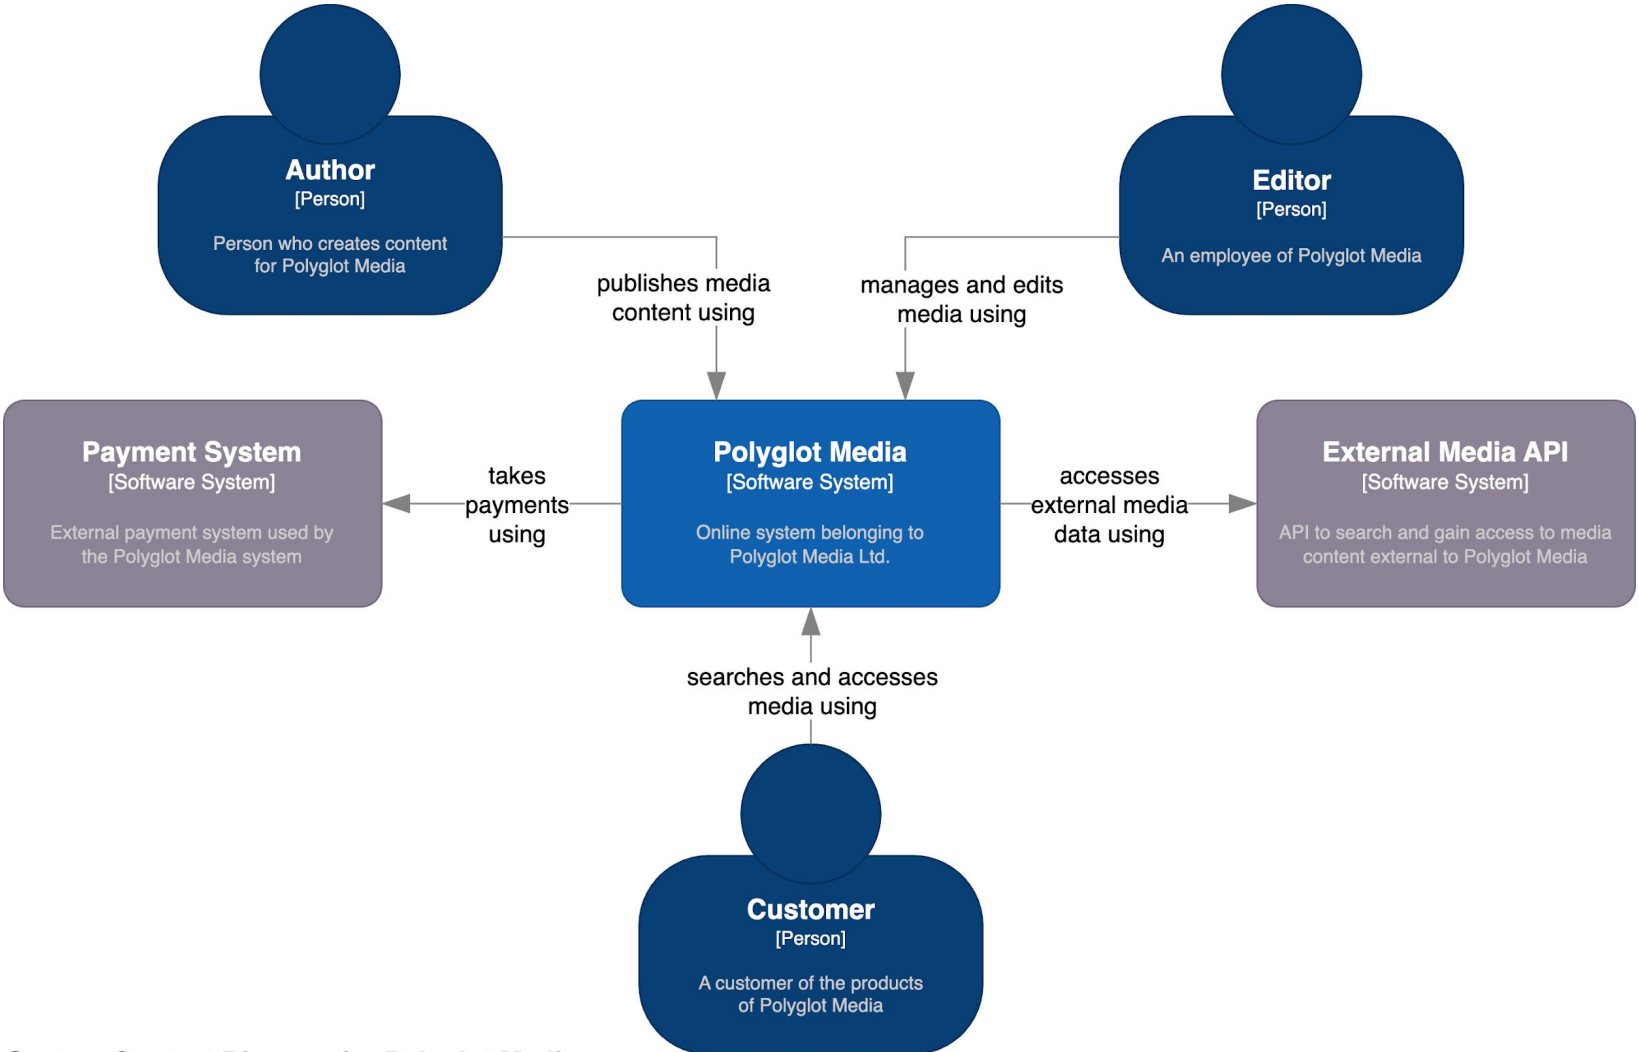 Author
[Person]
Person who creates content
for Polyglot Media
Editor
[Person]
An employee of Polyglot Media
publishes media
content using
manages and edits
media using
Payment System
[Software System]
External payment system used by
the Polyglot Media system
takes
payments
using
Polyglot Media
[Software System]
Online system belonging to
Polyglot Media Ltd.
accesses
external media
data using
External Media API
[Software System]
API to search and gain access to media
content external to Polyglot Media
searches and accesses
media using
Customer
[Person]
A customer of the products
of Polyglot Media